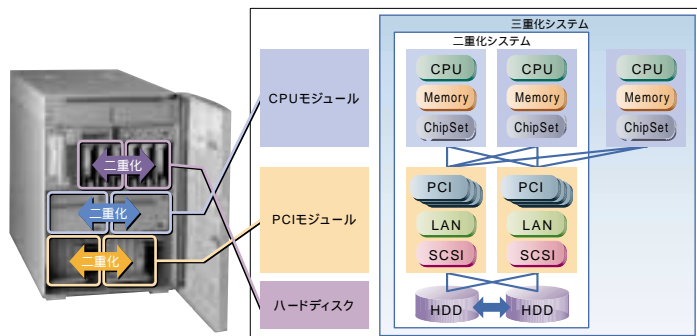 三重化システム
二重化システム
CPUモジュール
CPU
CPU
CPU
Memory
Memory
Memory
ChipSet
ChipSet
ChipSet
二重化
二重化
二重化
PCIモジュール
PCI
PCI
LAN
LAN
SCSI
SCSI
ハードディスク
HDD
HDD